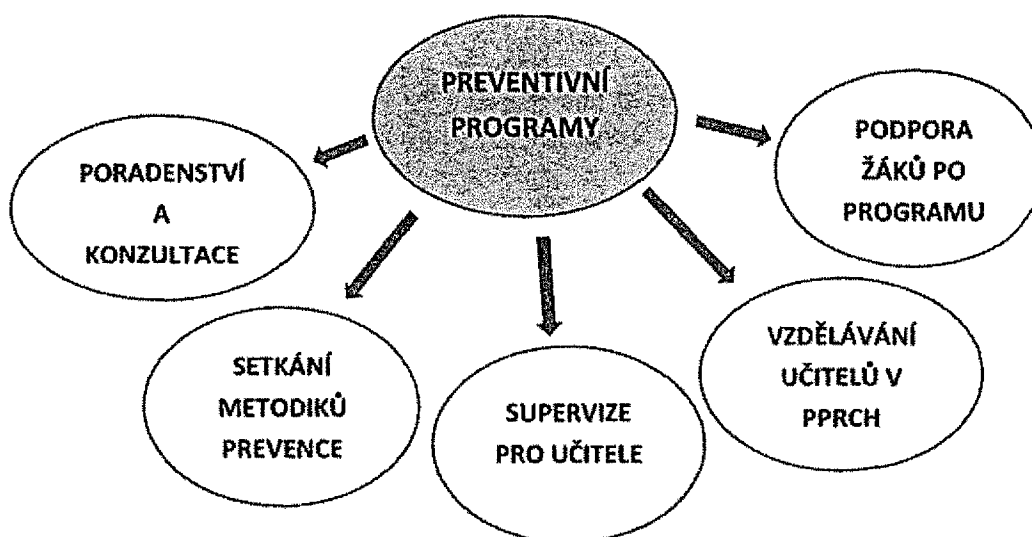 PREVENTIVNÍ
PROGRAMY
PORADENSTVÍ
A
KONZULTACE
SETKÁNÍ
METODIKŮ
PREVENCE
SUPERVIZE
PRO UČITELE
VZDĚLÁVÁNÍ
UČITELŮ V
PPRCH
PODPORA
ŽÁKŮ PO
PROGRAMU